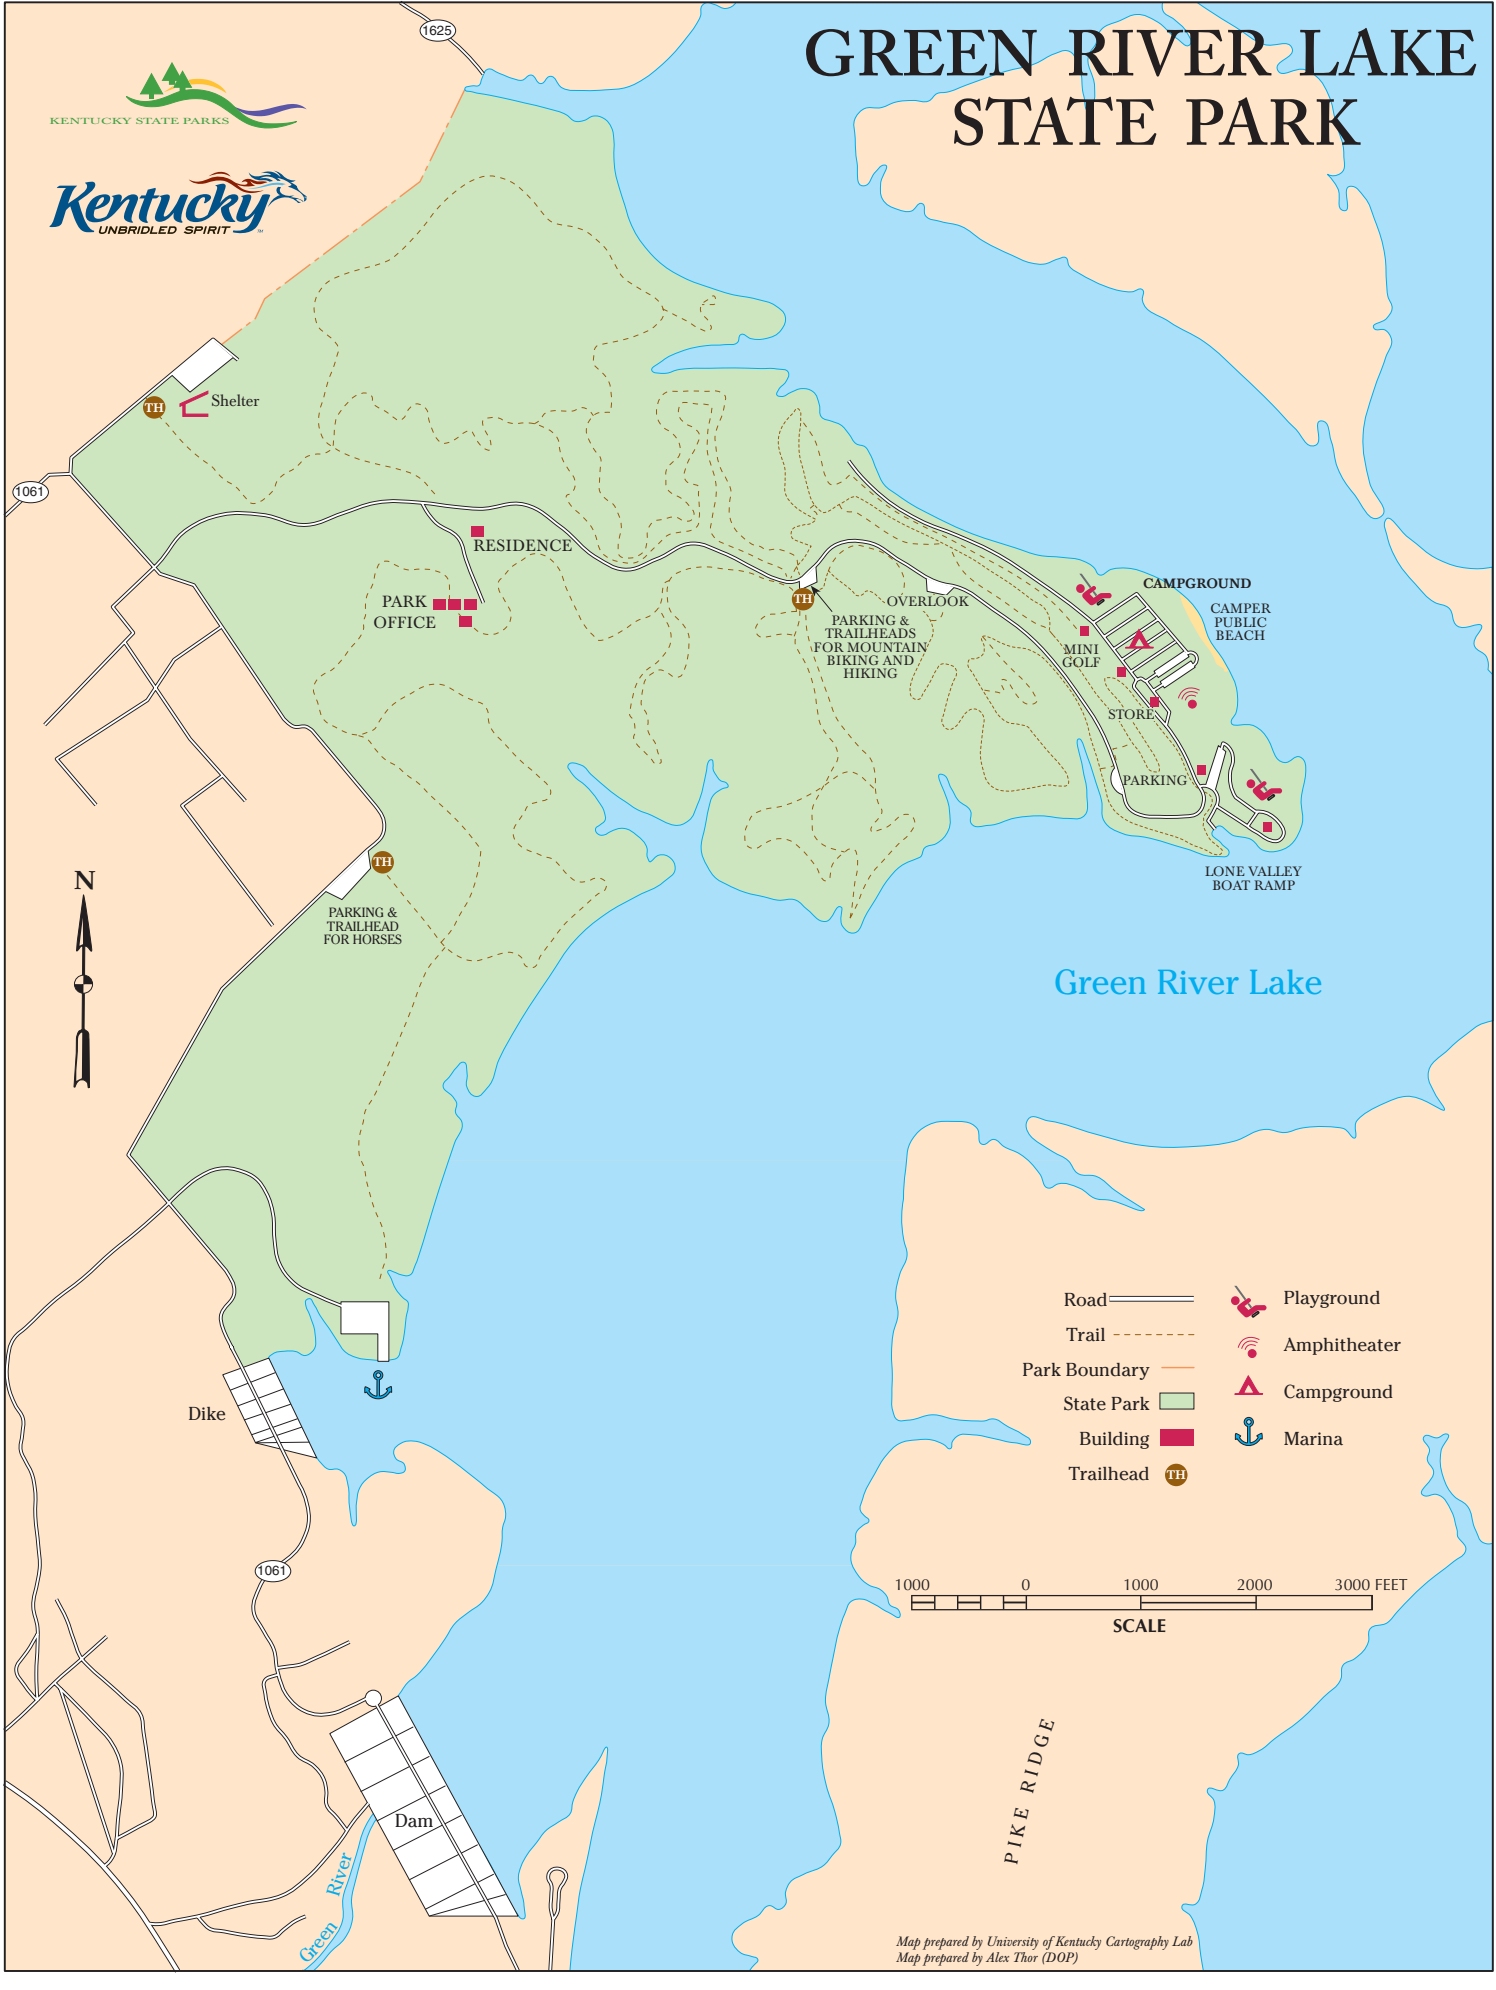 GREEN RIVER LAKE
STATE PARK
1625
KENTUCKY STATE PARKS
Kentucky
UNBRIDLED SPIRIT
TM
TH
Shelter
1061
RESIDENCE
PARK
OFFICE
TH
PARKING &
TRAILHEADS
FOR MOUNTAIN
BIKING AND
HIKING
OVERLOOK
CAMPGROUND
CAMPER
PUBLIC
BEACH
MINI
GOLF
STORE
PARKING
LONE VALLEY
BOAT RAMP
TH
PARKING &
TRAILHEAD
FOR HORSES
N
Green River Lake
Dike
1061
Dam
Green River
Road
Trail
Park Boundary
State Park
Building
Trailhead TH
Playground
Amphitheater
Campground
Marina
1000 0 1000 2000 3000 FEET
SCALE
PIKE RIDGE
Map prepared by University of Kentucky Cartography Lab
Map prepared by Alex Thor (DOP)